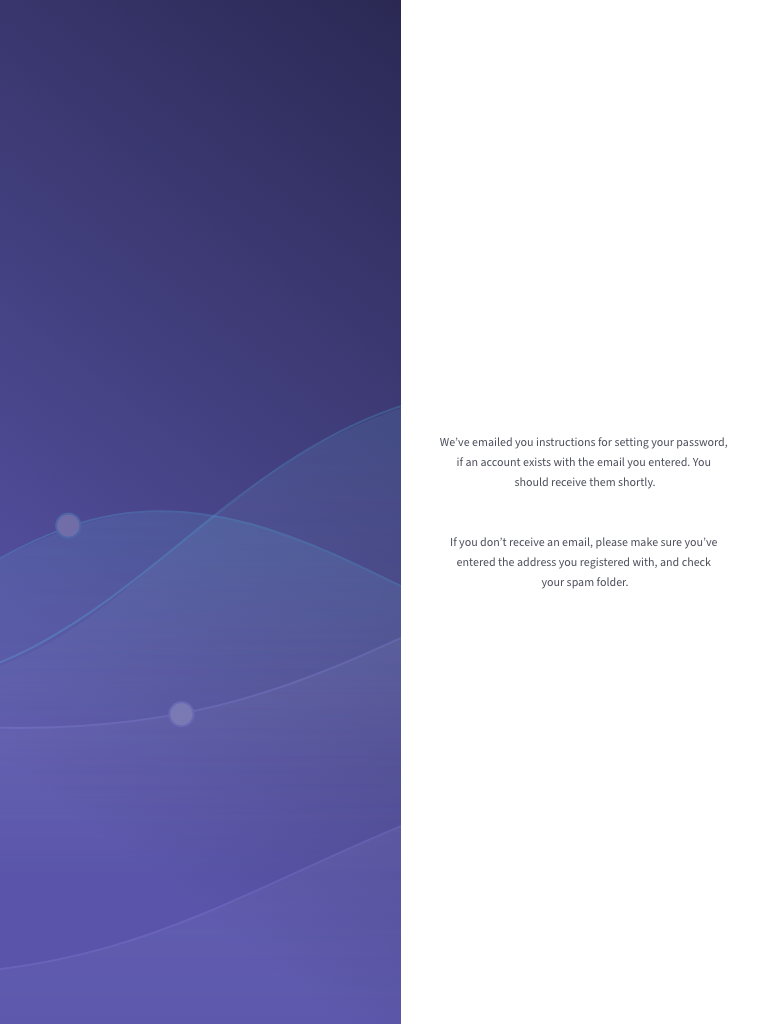 We’ve emailed you instructions for setting your password,
if an account exists with the email you entered. You
should receive them shortly.
If you don’t receive an email, please make sure you’ve
entered the address you registered with, and check
your spam folder.